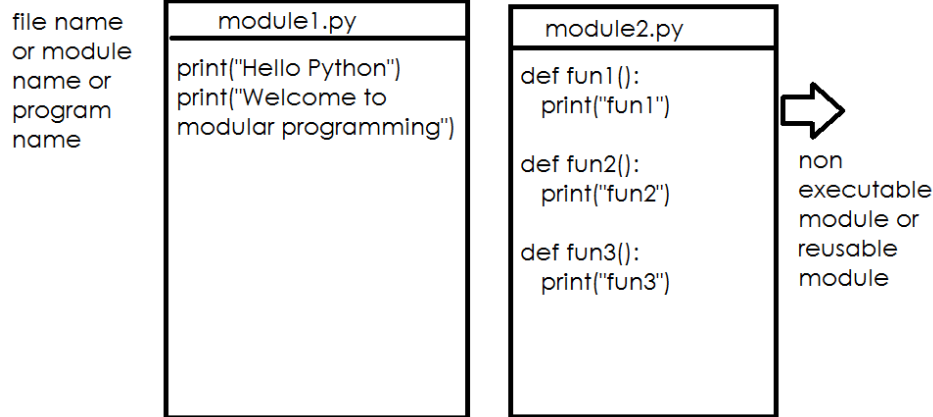 file name
or module
name or
program
name
module1.py
print("Hello Python")
print("Welcome to
modular programming")
module2.py
def fun1():
print("fun1")
def fun2():
print("fun2")
def fun3():
print("fun3")
non
executable
module or
reusable
module